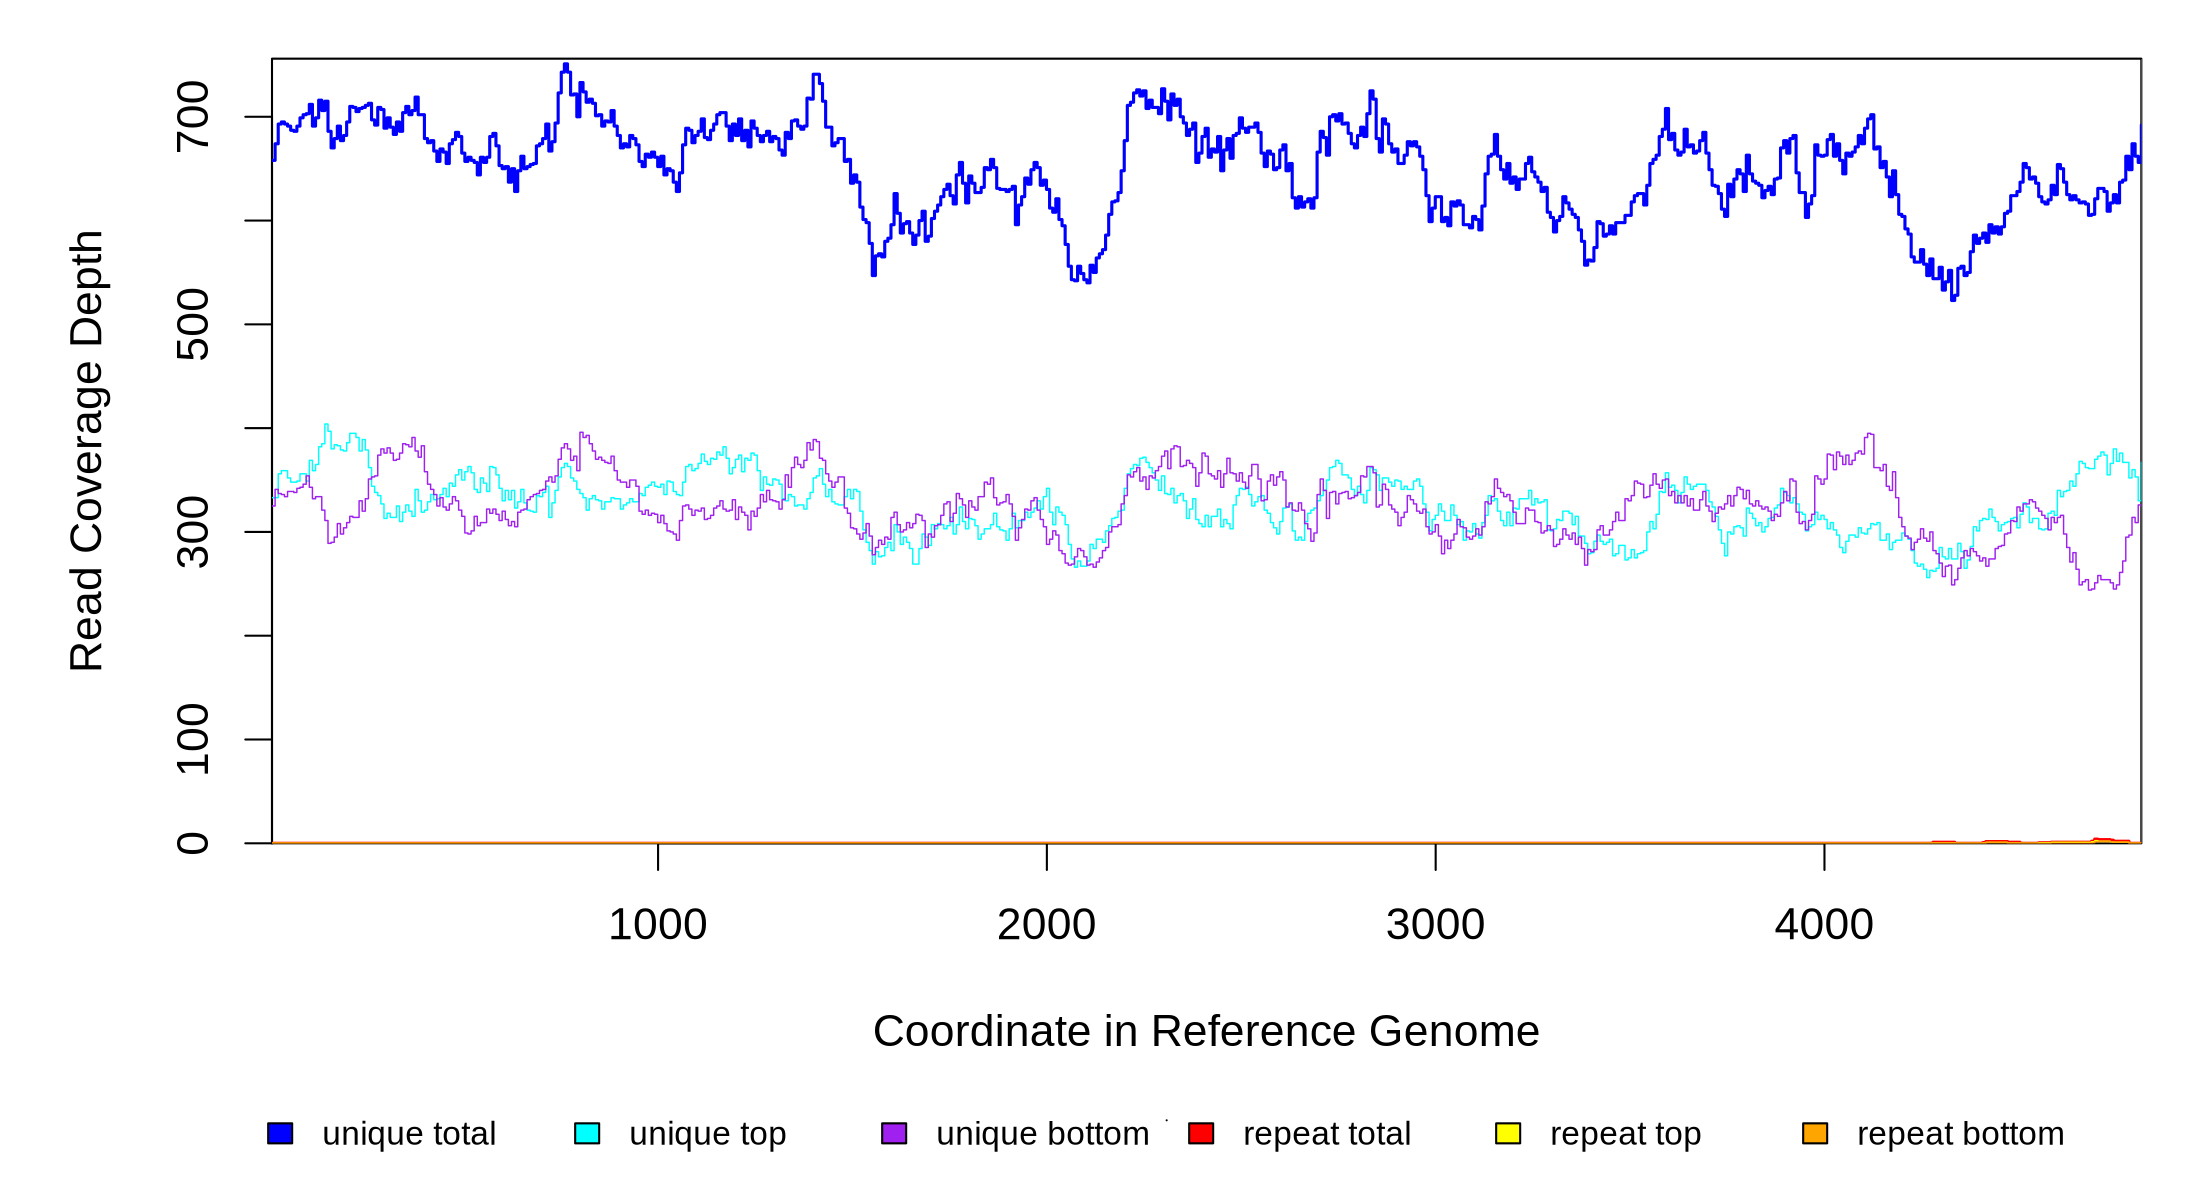 Read Coverage Depth
700
500
300
100
0
1000 2000 3000 4000
Coordinate in Reference Genome
unique total unique top unique bottom repeat total repeat top repeat bottom